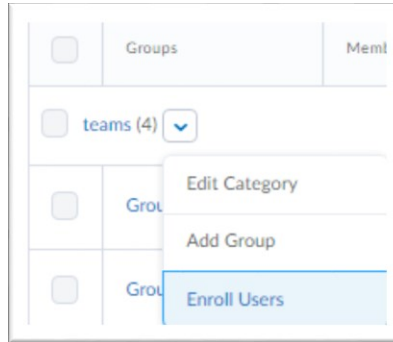 Groups
teams (4)
Edit Category
Add Group
Enroll Users